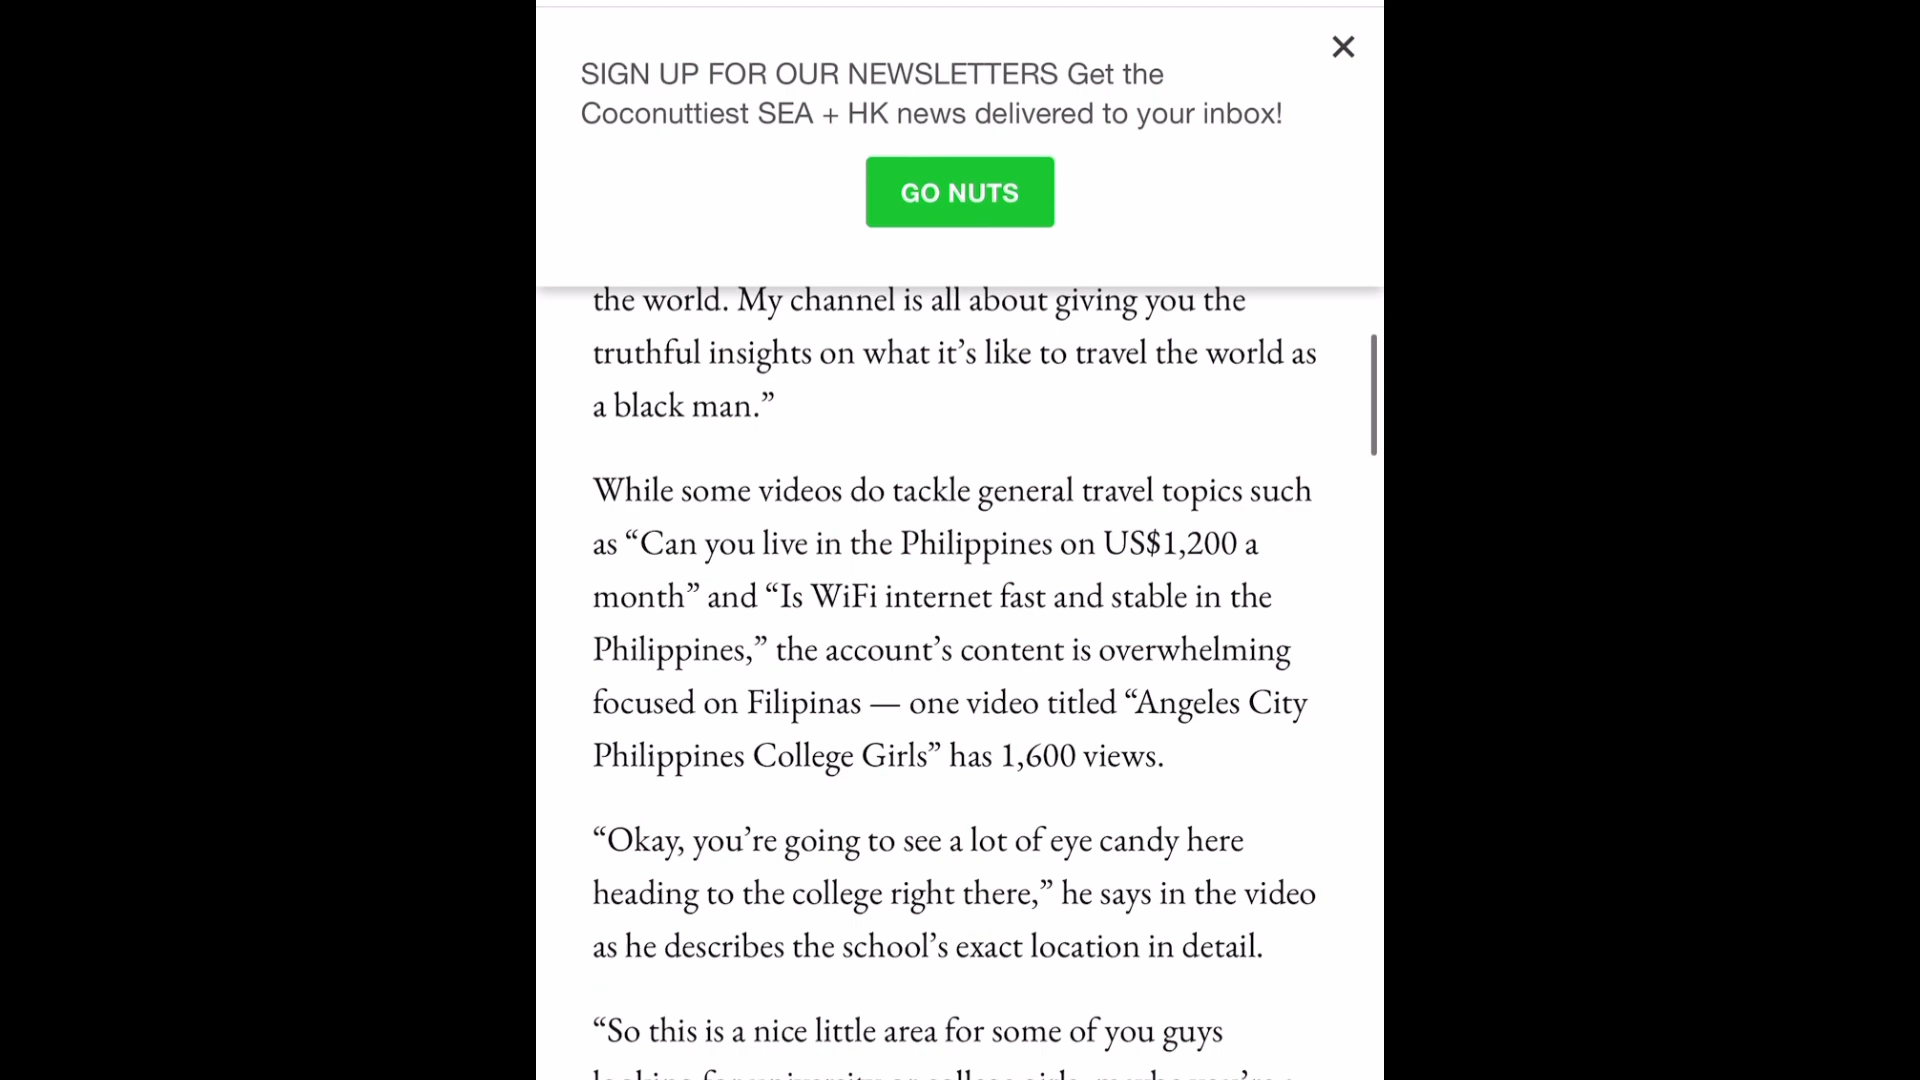 SIGN UP FOR OUR NEWSLETTERS Get the
Coconuttiest SEA + HK news delivered to your inbox!
GO NUTS
the world. My channel is all about giving you the
truthful insights on what it’s like to travel the world as
a black man.”
While some videos do tackle general travel topics such
as “Can you live in the Philippines on US$1,200 a
month” and “Is WiFi internet fast and stable in the
Philippines,” the account’s content is overwhelming
focused on Filipinas — one video titled “Angeles City
Philippines College Girls” has 1,600 views.
“Okay, you’re going to see a lot of eye candy here
heading to the college right there,” he says in the video
as he describes the school’s exact location in detail.
“So this is a nice little area for some of you guys